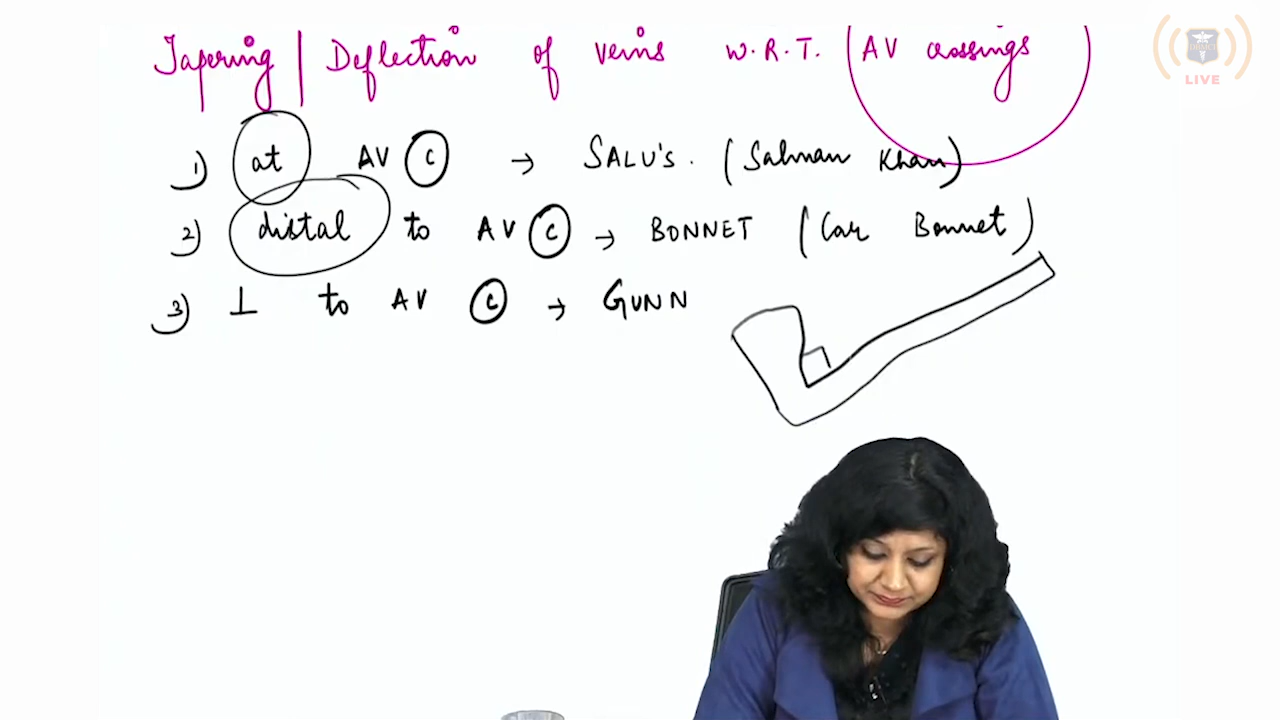 Tapering | Deflection of veins W.R.T. (AV crossings
1) at AV C → SALU'S. (Salman Khan)
2) distal to AV C → BONNET (Car Bonnet)
3) ⊥ to AV C → GUNN
LIVE